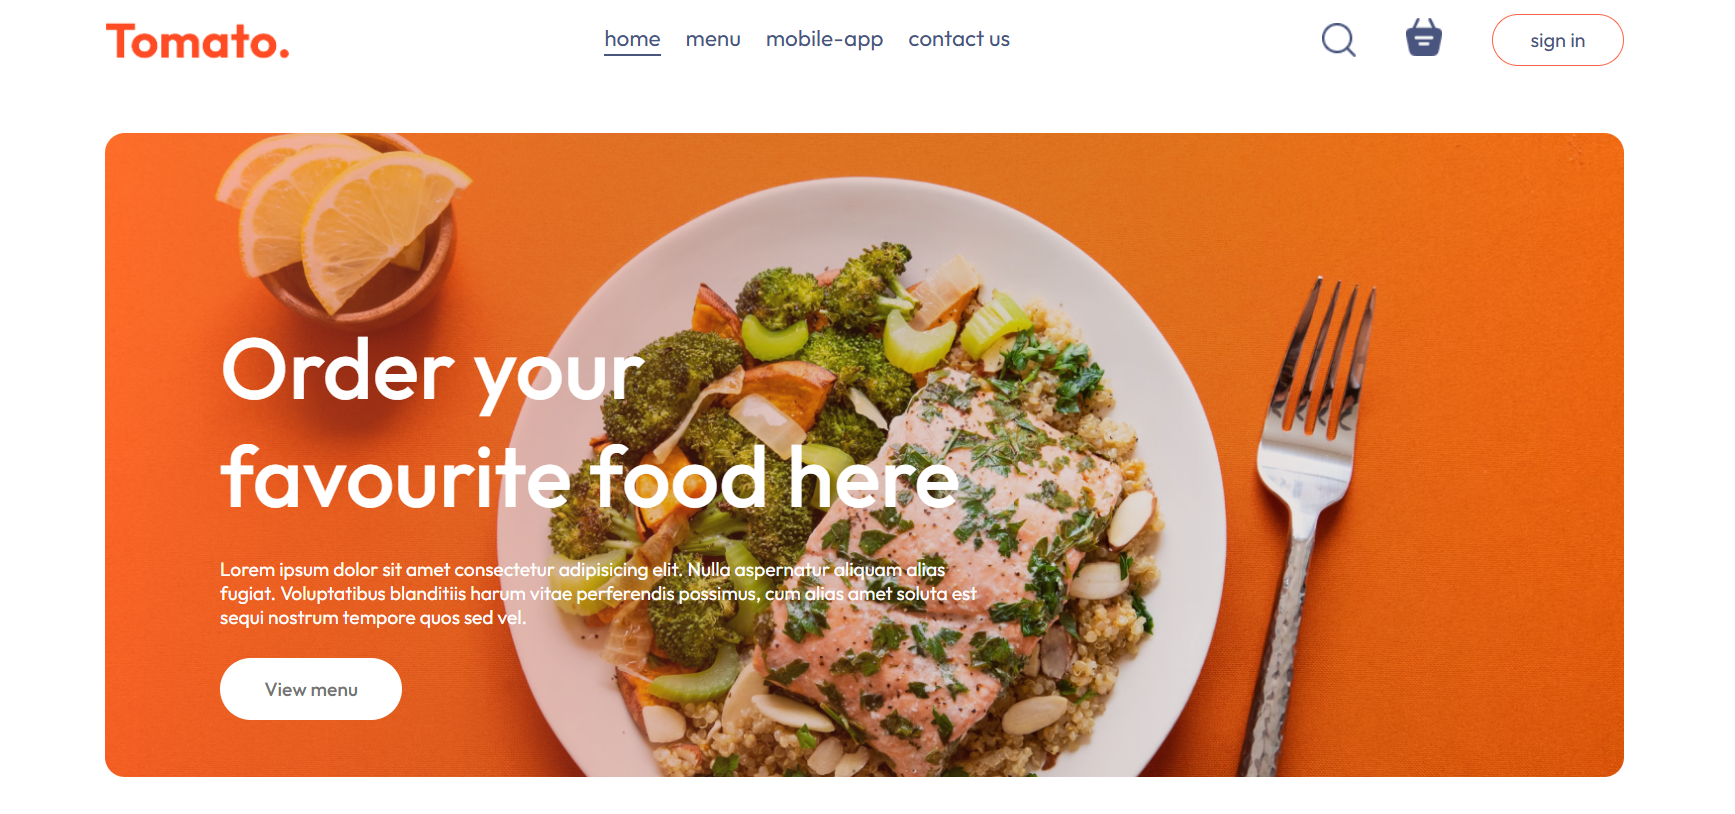 Tomato.
home menu mobile-app contact us
sign in
Order your
favourite food here
Lorem ipsum dolor sit amet consectetur adipisicing elit. Nulla aspernatur aliquam alias
fugiat. Voluptatibus blanditiis harum vitae perferendis possimus, cum alias amet soluta est
sequi nostrum tempore quos sed vel.
View menu